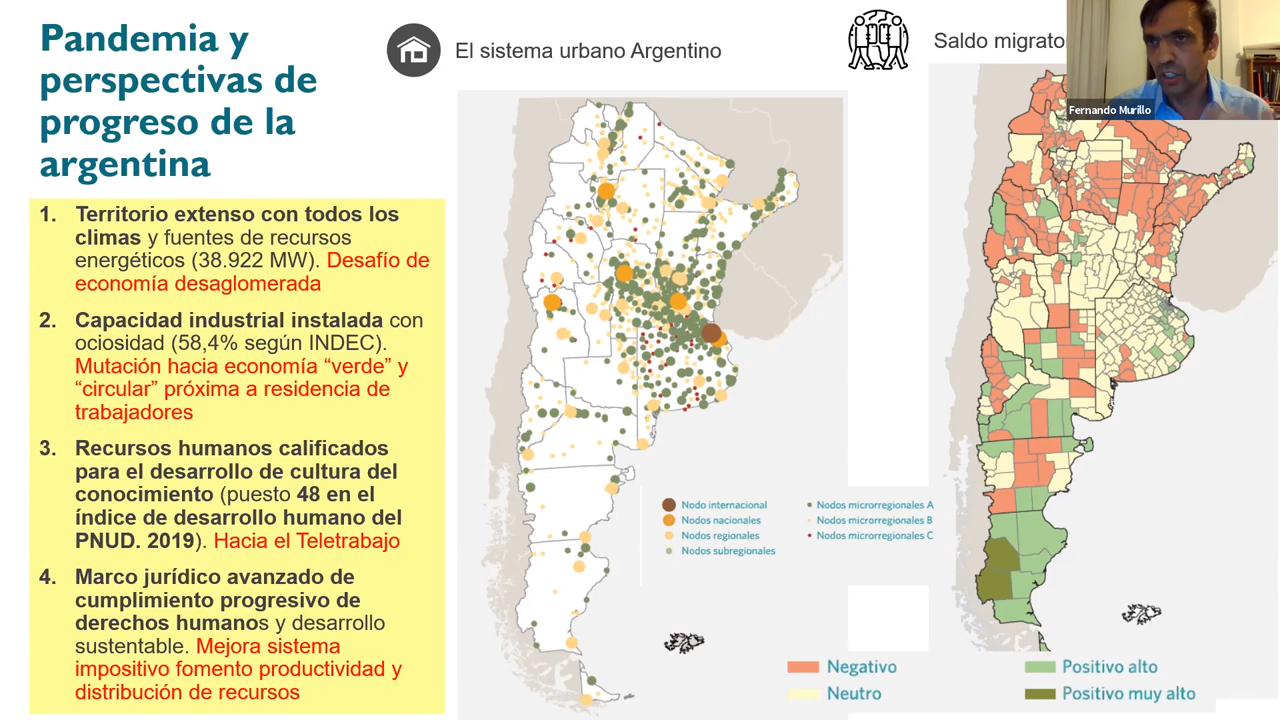 Pandemia y
perspectivas de
progreso de la
argentina
1. Territorio extenso con todos los
climas y fuentes de recursos
energéticos (38.922 MW). Desafío de
economía desaglomerada
2. Capacidad industrial instalada con
ociosidad (58,4% según INDEC).
Mutación hacia economía “verde” y
“circular” próxima a residencia de
trabajadores
3. Recursos humanos calificados
para el desarrollo de cultura del
conocimiento (puesto 48 en el
índice de desarrollo humano del
PNUD. 2019). Hacia el Teletrabajo
4. Marco jurídico avanzado de
cumplimiento progresivo de
derechos humanos y desarrollo
sustentable. Mejora sistema
impositivo fomento productividad y
distribución de recursos
El sistema urbano Argentino
Nodo internacional
Nodos nacionales
Nodos regionales
Nodos subregionales
Nodos microrregionales A
Nodos microrregionales B
Nodos microrregionales C
Saldo migrato
Fernando Murillo
Negativo
Neutro
Positivo alto
Positivo muy alto